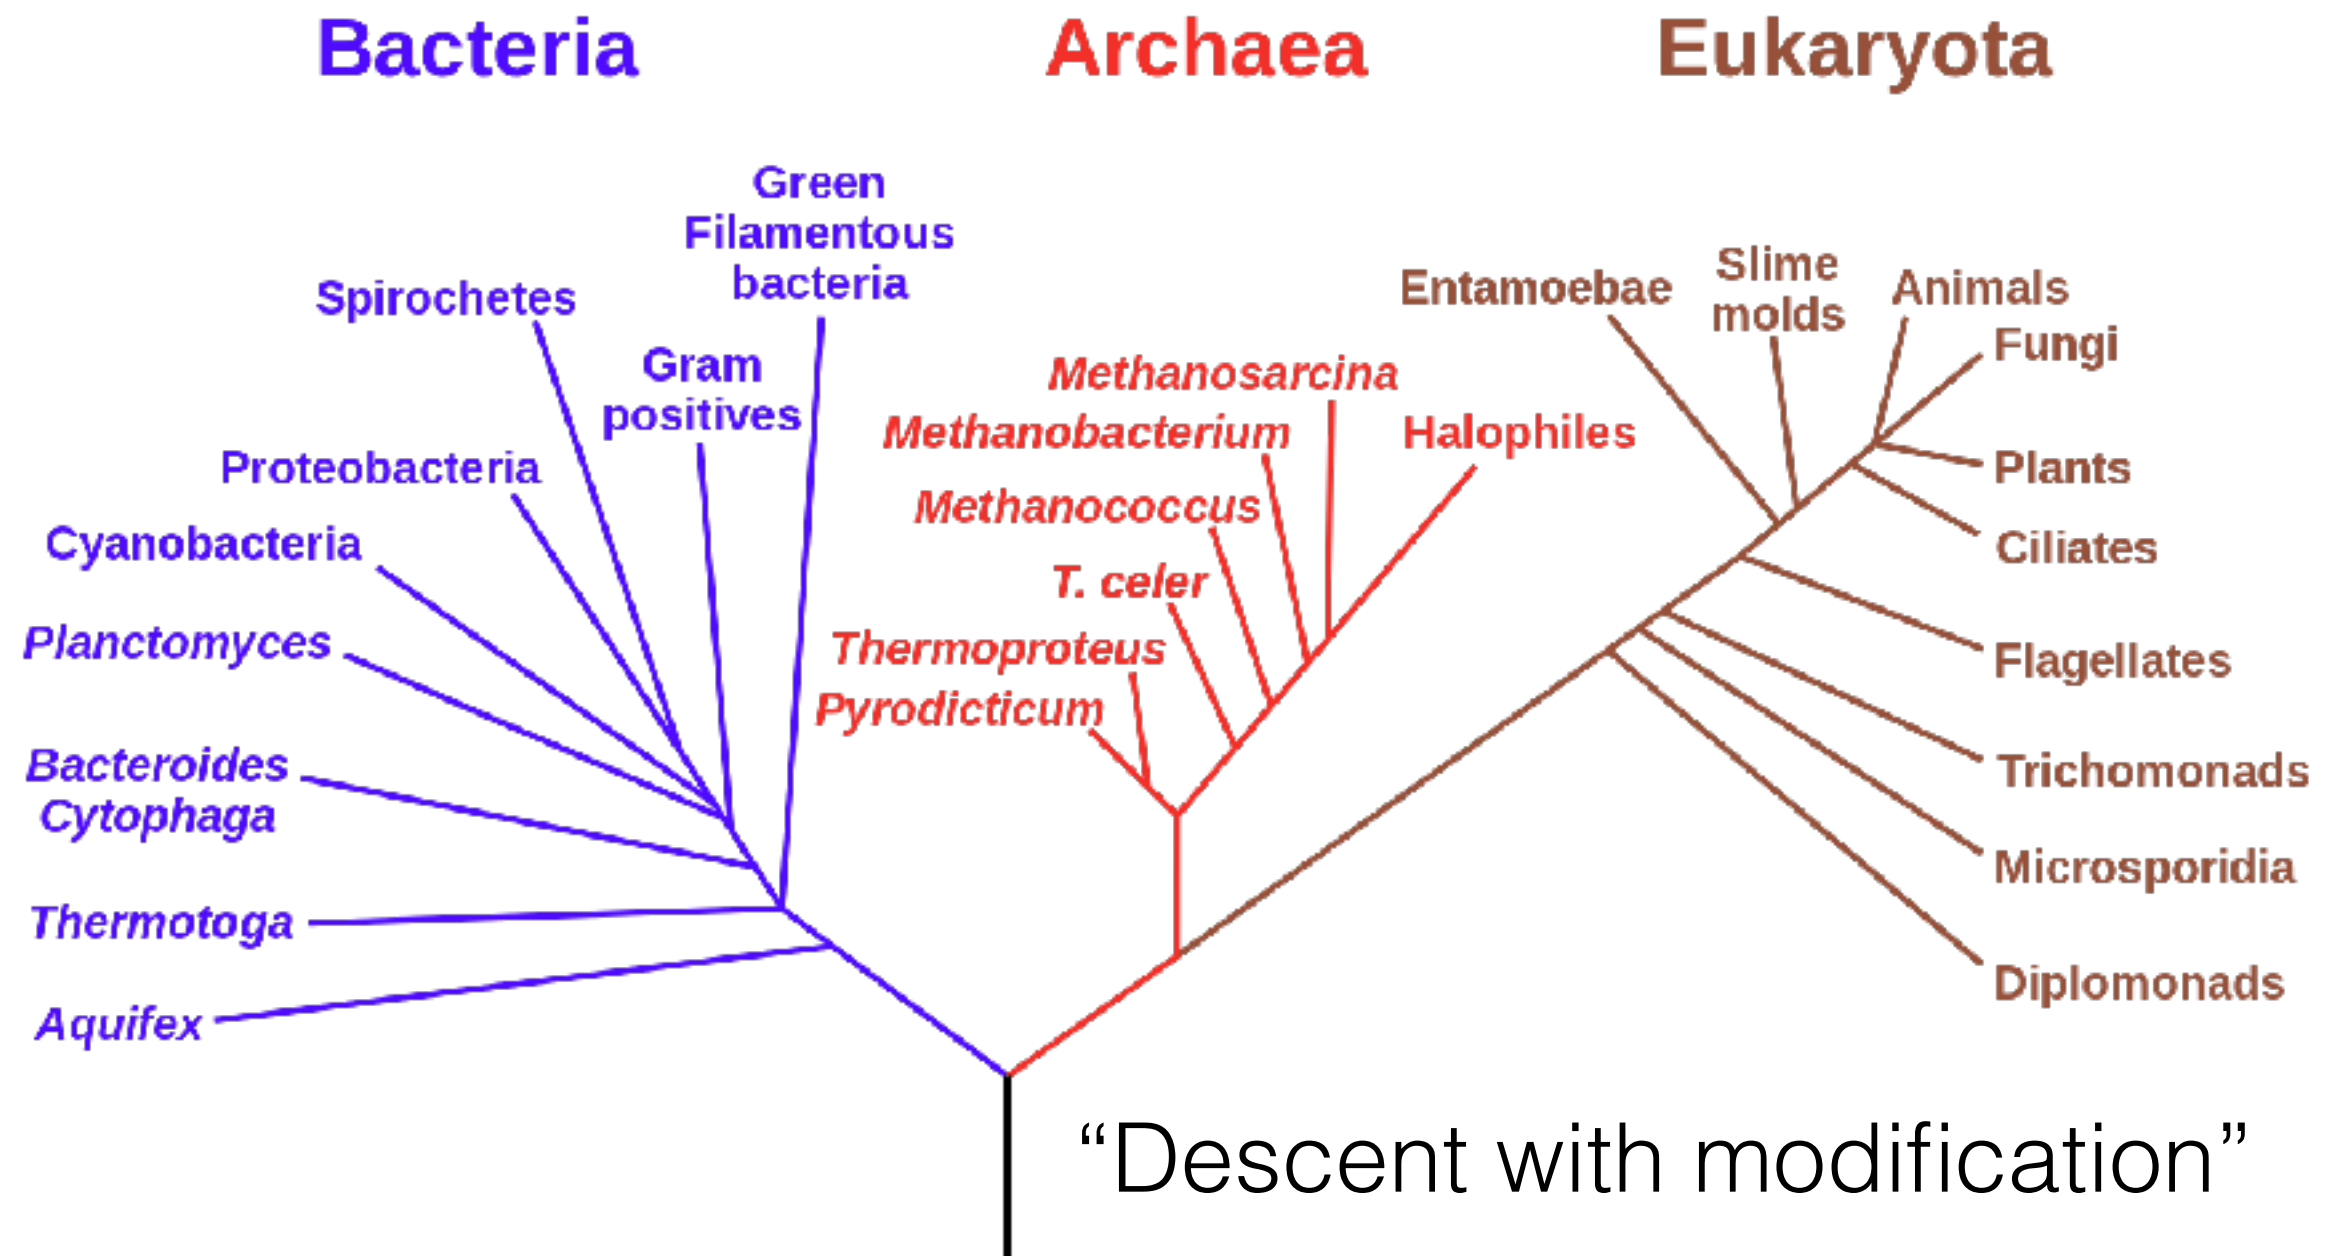 Bacteria
Archaea
Eukaryota
Green
Filamentous
bacteria
Spirochetes
Gram
positives
Proteobacteria
Cyanobacteria
Planctomyces
Bacteroides
Cytophaga
Thermotoga
Aquifex
Methanosarcina
Methanobacterium
Halophiles
Methanococcus
T. celer
Thermoproteus
Pyrodicticum
Entamoebae
Slime
molds
Animals
Fungi
Plants
Ciliates
Flagellates
Trichomonads
Microsporidia
Diplomonads
“Descent with modification”